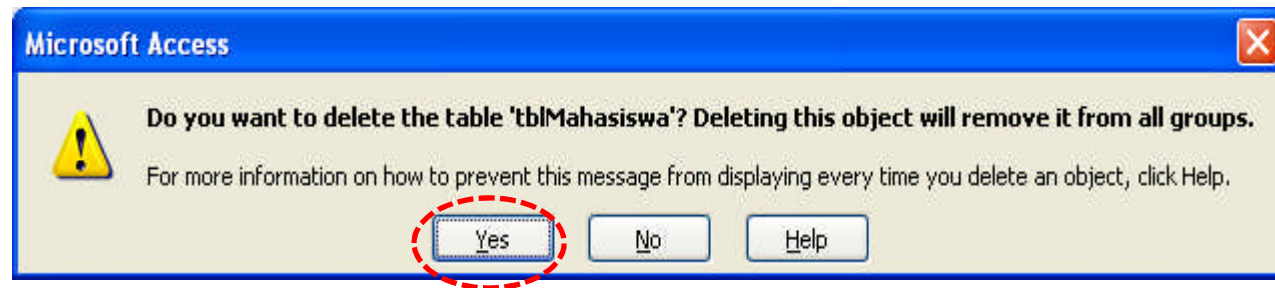 Microsoft Access
Do you want to delete the table 'tblMahasiswa'? Deleting this object will remove it from all groups.
For more information on how to prevent this message from displaying every time you delete an object, click Help.
Yes No Help